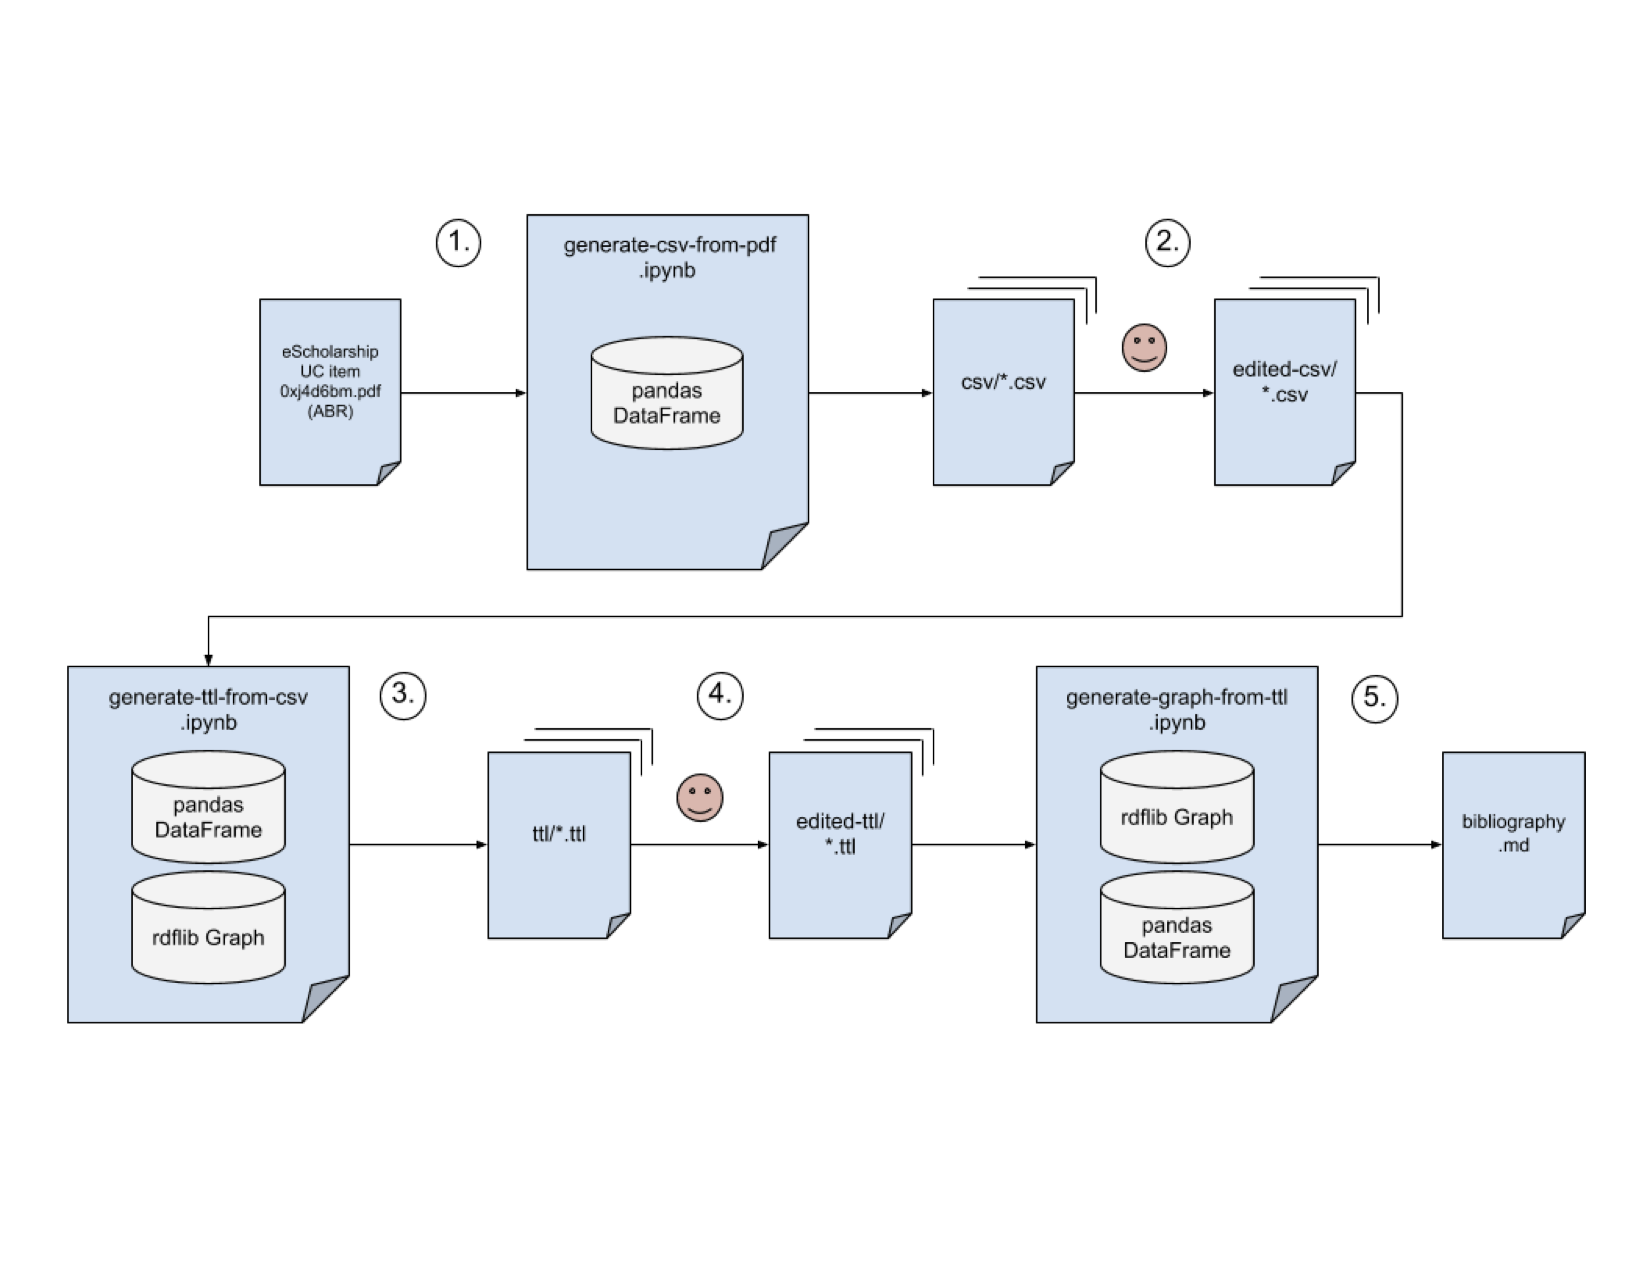 1.
generate-csv-from-pdf
.ipynb
2.
eScholarship
UC item
0xj4d6bm.pdf
(ABR)
pandas
DataFrame
csv/*.csv
edited-csv/
*.csv
generate-ttl-from-csv
.ipynb
pandas
DataFrame
rdflib Graph
3.
ttl/*.ttl
4.
edited-ttl/
*.ttl
generate-graph-from-ttl
.ipynb
rdflib Graph
pandas
DataFrame
5.
bibliography
.md